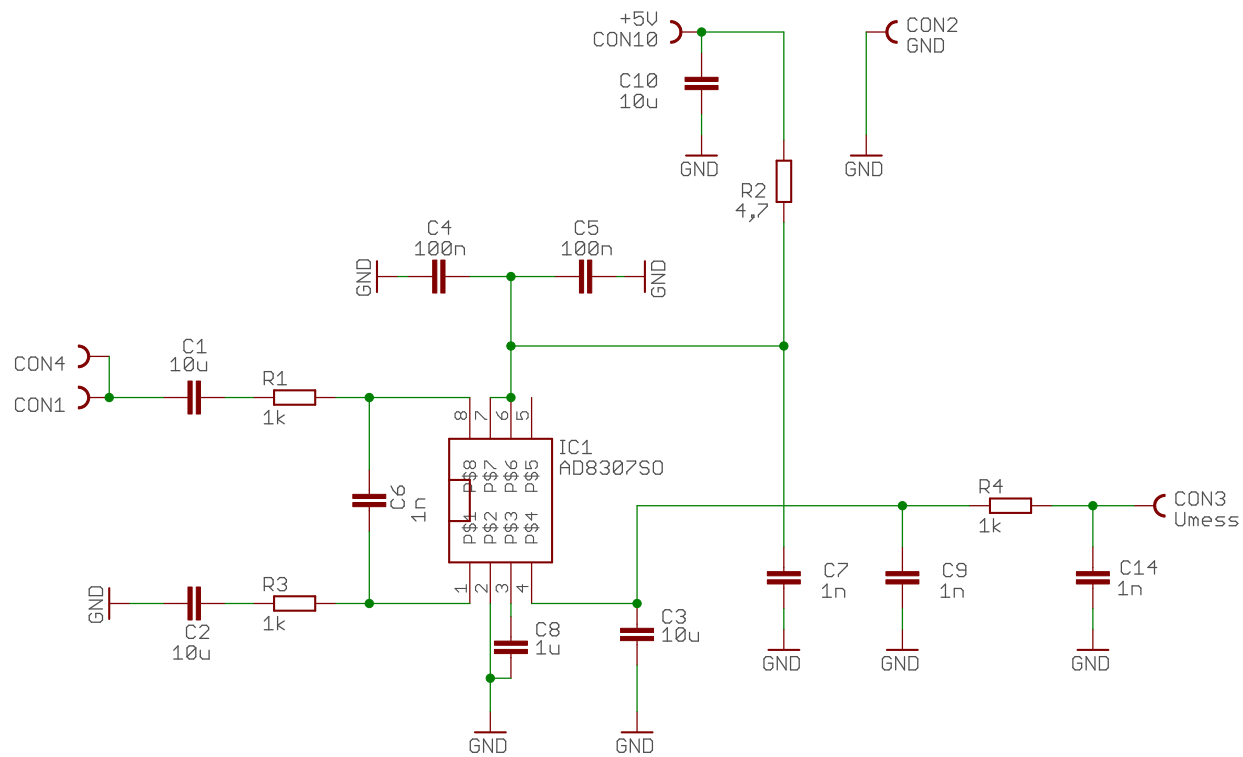 +5V
CON10
CON2
GND
C10
10u
GND
GND
R2
4,7
C4
100n
C5
100n
GND
GND
CON4
CON1
C1
10u
R1
1k
8
7
6
5
IC1
AD8307SO
P$8
P$7
P$6
P$5
P$1
P$2
P$3
P$4
C6
1n
R4
1k
CON3
Umess
C7
1n
C9
1n
C14
1n
GND
C2
10u
R3
1k
1
2
3
4
C8
1u
C3
10u
GND
GND
GND
GND
GND